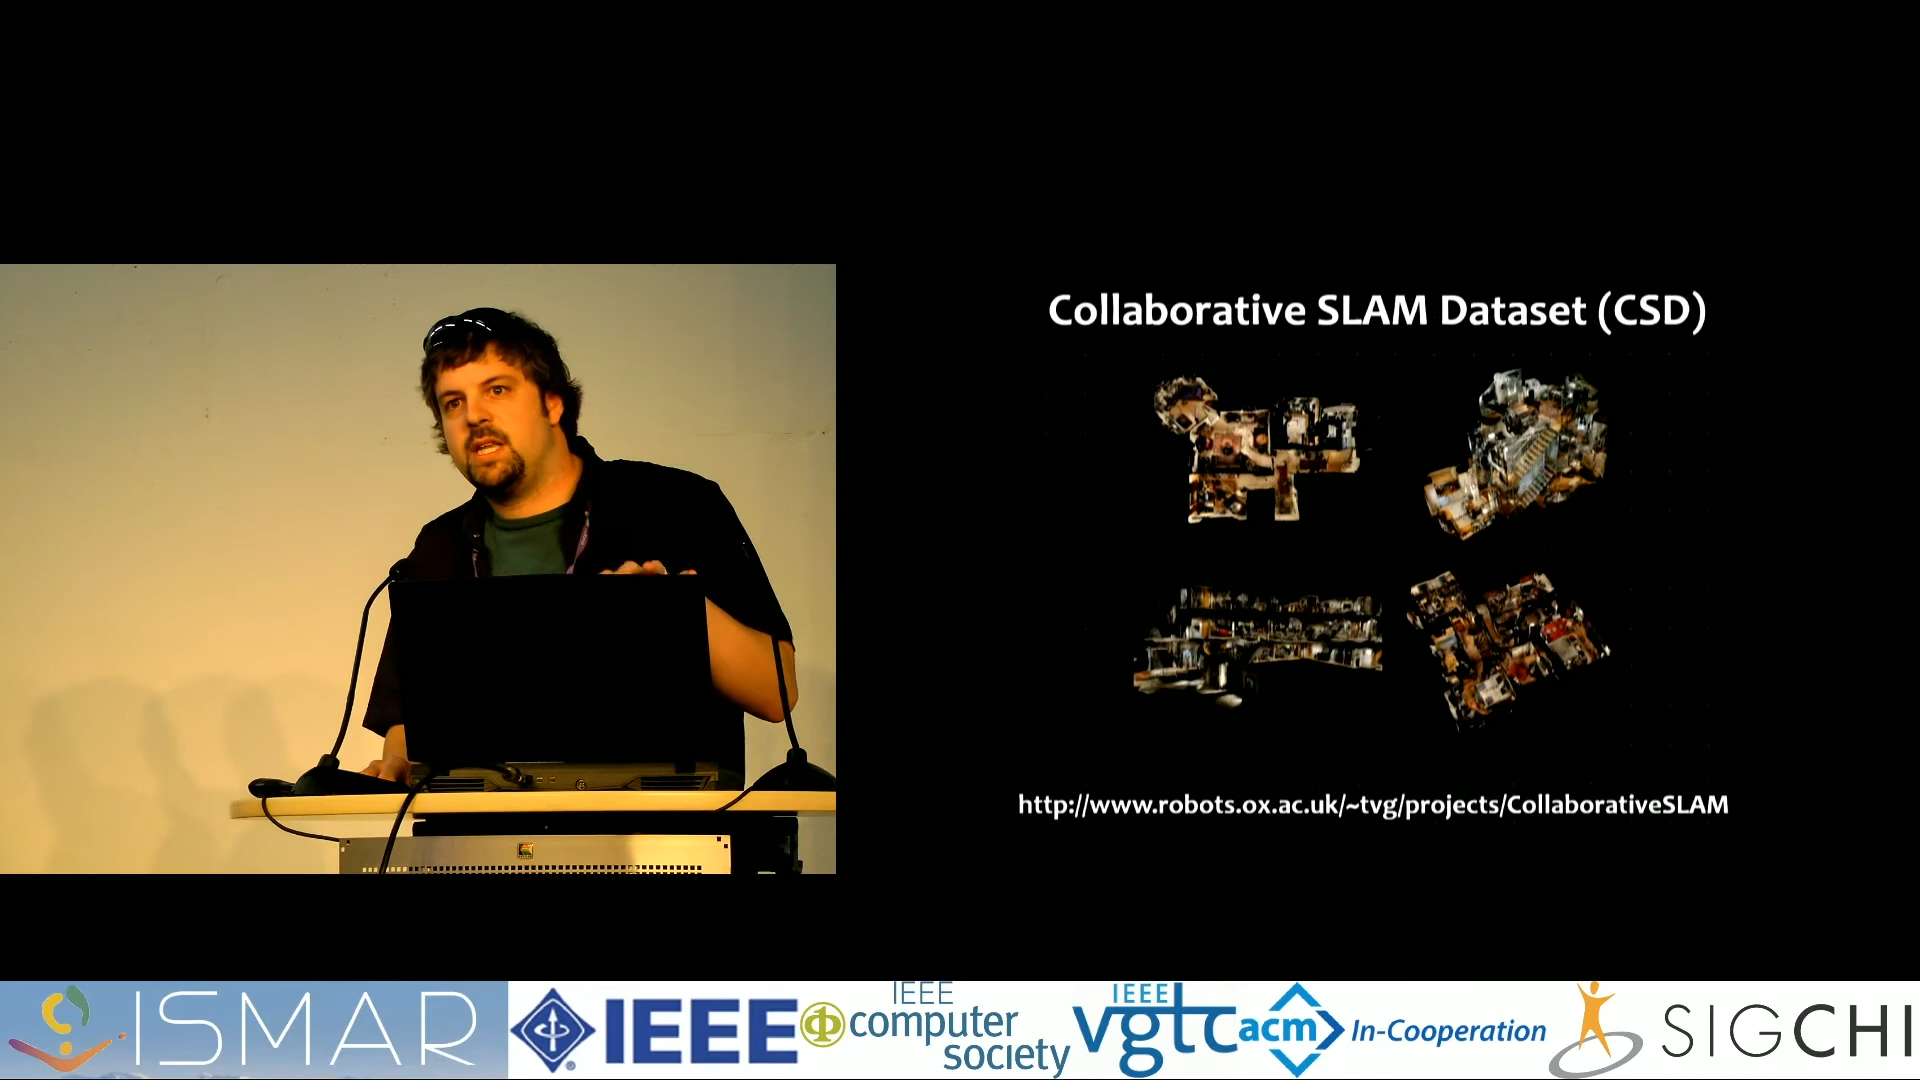 Collaborative SLAM Dataset (CSD)
http://www.robots.ox.ac.uk/~tvg/projects/CollaborativeSLAM
ISMAR
IEEE
IEEE
computer
society
IEEE
vgtc
acm In-Cooperation
SIGCHI